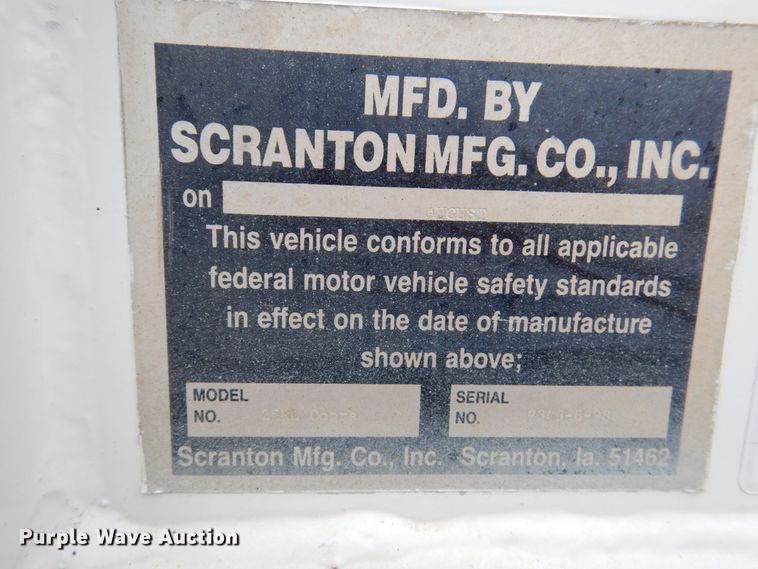 MFD. BY
SCRANTON MFG. CO., INC.
on AUGUST
This vehicle conforms to all applicable
federal motor vehicle safety standards
in effect on the date of manufacture
shown above;
MODEL
NO. Cobra
SERIAL
NO.
Scranton Mfg. Co., Inc. Scranton, Ia. 51462
Purple Wave Auction